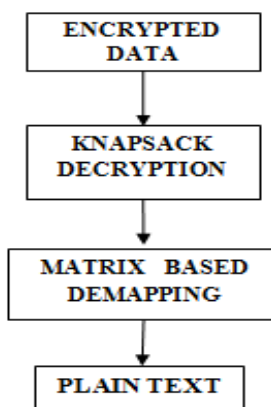 ENCRYPTED
DATA
KNAPSACK
DECRYPTION
MATRIX BASED
DEMAPPING
PLAIN TEXT